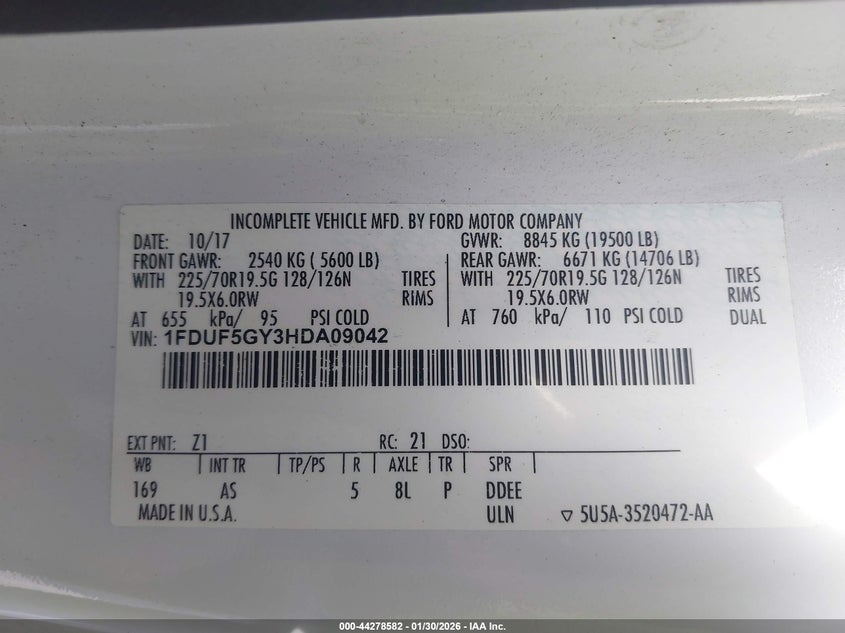 INCOMPLETE VEHICLE MFD. BY FORD MOTOR COMPANY
DATE: 10/17 GVWR: 8845 KG (19500 LB)
FRONT GAWR: 2540 KG ( 5600 LB) REAR GAWR: 6671 KG (14706 LB)
WITH 225/70R19.5G 128/126N TIRES WITH 225/70R19.5G 128/126N TIRES
19.5X6.0RW RIMS 19.5X6.0RW RIMS
AT 655 kPa/ 95 PSI COLD AT 760 kPa/ 110 PSI COLD DUAL
VIN: 1FDUF5GY3HDA09042
EXT PNT: Z1 RC: 21 DSO:
WB INT TR TP/PS R AXLE TR SPR
169 AS 5 8L P DDEE
MADE IN U.S.A. ULN ▽ 5U5A-3520472-AA
000-44278582 - 01/30/2026 - IAA Inc.